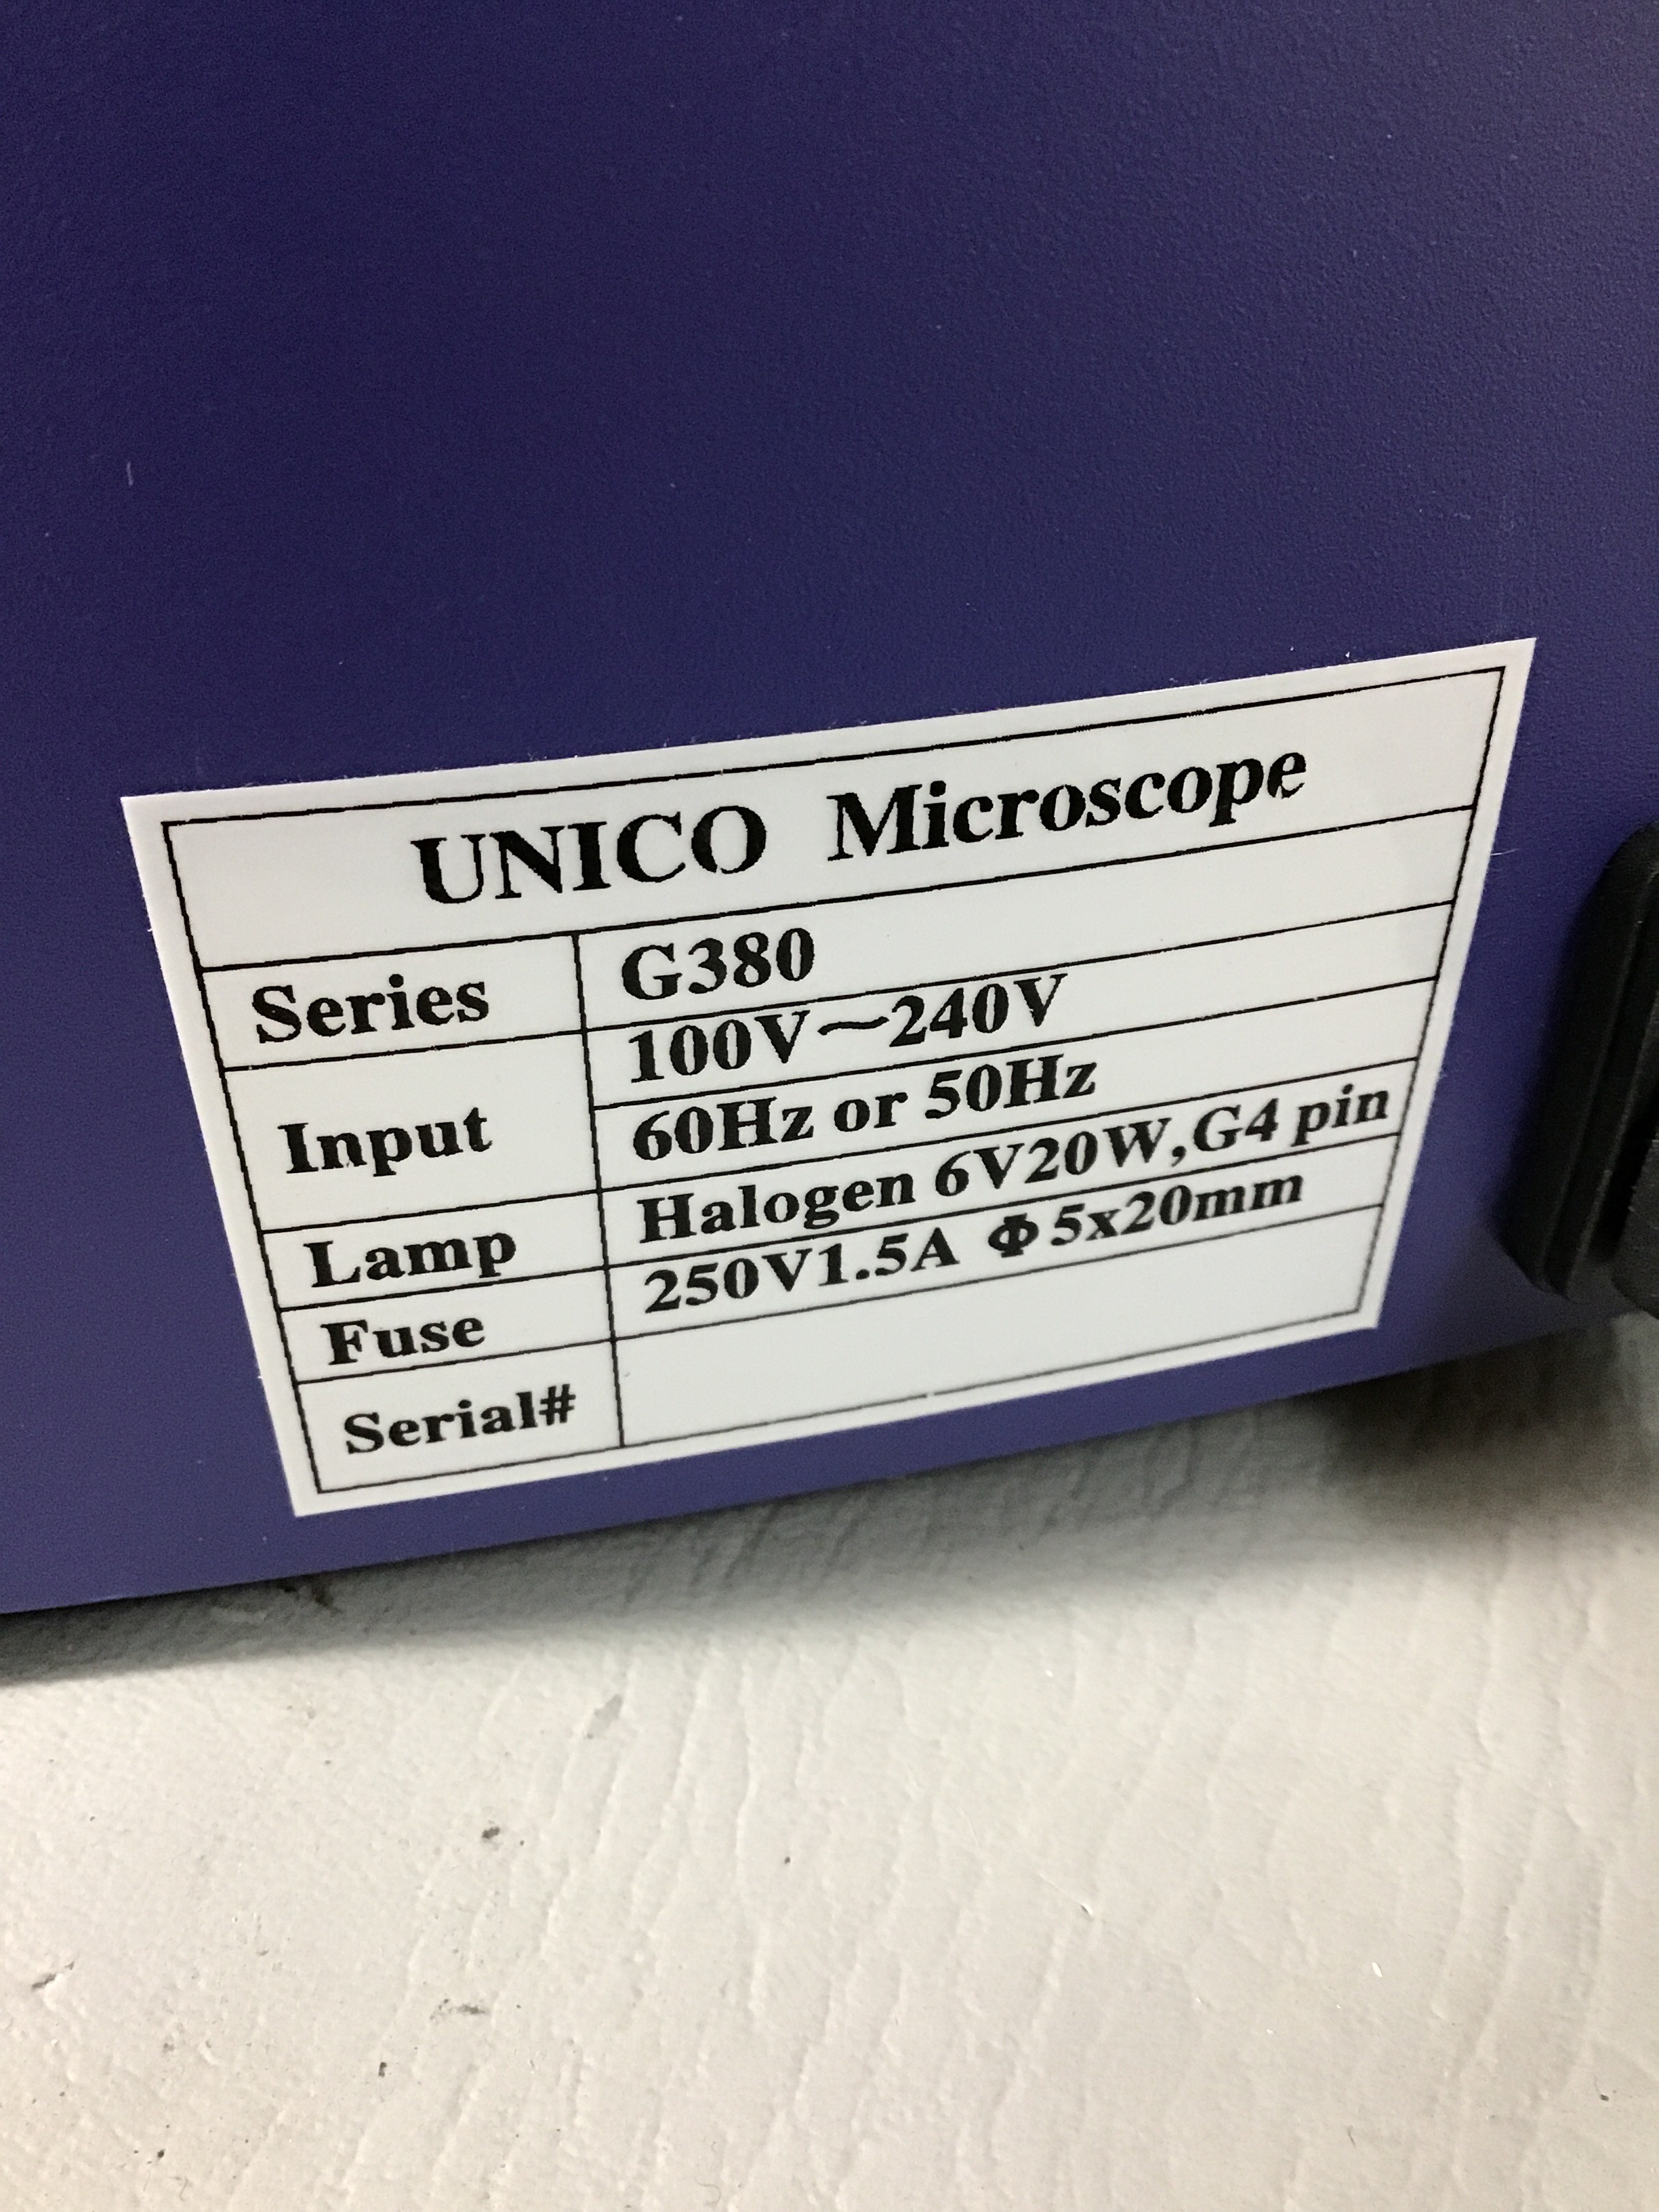 UNICO Microscope
Series G380
Input 100V～240V
60Hz or 50Hz
Lamp Halogen 6V20W,G4 pin
Fuse 250V1.5A Φ5x20mm
Serial#